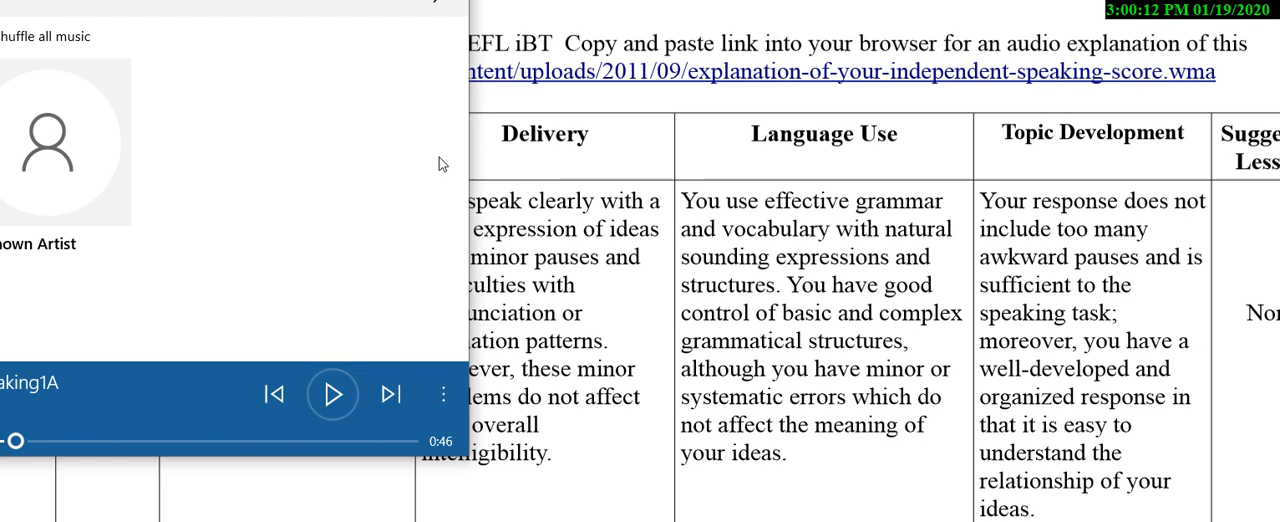 3:00:12 PM 01/19/2020
huffle all music
own Artist
aking1A
0:46
EFL iBT Copy and paste link into your browser for an audio explanation of this
ntent/uploads/2011/09/explanation-of-your-independent-speaking-score.wma
Delivery
speak clearly with a
expression of ideas
minor pauses and
culties with
unciation or
ation patterns.
ever, these minor
lems do not affect
overall
igibility.
Language Use
You use effective grammar
and vocabulary with natural
sounding expressions and
structures. You have good
control of basic and complex
grammatical structures,
although you have minor or
systematic errors which do
not affect the meaning of
your ideas.
Topic Development
Your response does not
include too many
awkward pauses and is
sufficient to the
speaking task;
moreover, you have a
well-developed and
organized response in
that it is easy to
understand the
relationship of your
ideas.
Sugge
Less
Nor